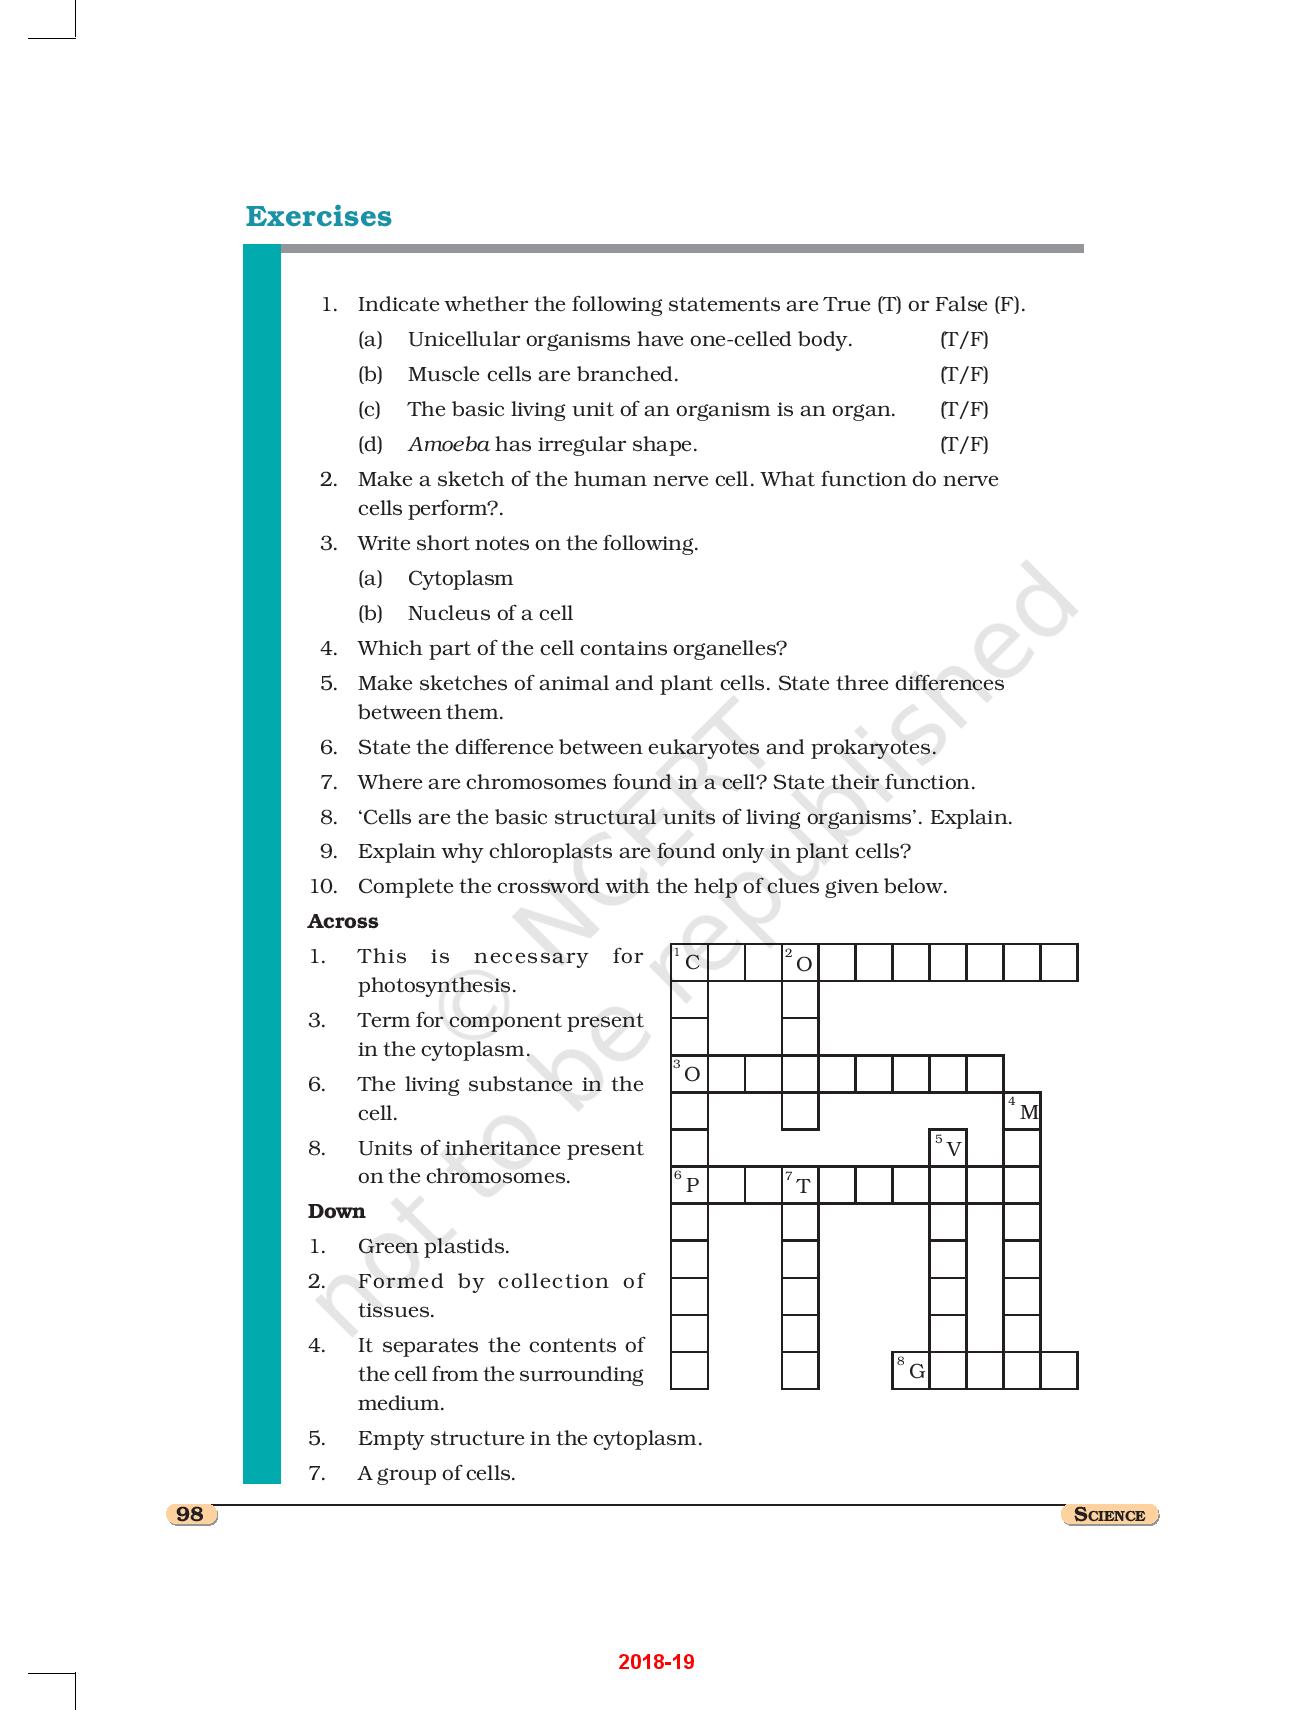 Exercises
1. Indicate whether the following statements are True (T) or False (F).
(a) Unicellular organisms have one-celled body. (T/F)
(b) Muscle cells are branched. (T/F)
(c) The basic living unit of an organism is an organ. (T/F)
(d) Amoeba has irregular shape. (T/F)
2. Make a sketch of the human nerve cell. What function do nerve
cells perform?.
3. Write short notes on the following.
(a) Cytoplasm
(b) Nucleus of a cell
4. Which part of the cell contains organelles?
5. Make sketches of animal and plant cells. State three differences
between them.
6. State the difference between eukaryotes and prokaryotes.
7. Where are chromosomes found in a cell? State their function.
8. ‘Cells are the basic structural units of living organisms’. Explain.
9. Explain why chloroplasts are found only in plant cells?
10. Complete the crossword with the help of clues given below.
Across
1. This is necessary for
photosynthesis.
3. Term for component present
in the cytoplasm.
6. The living substance in the
cell.
8. Units of inheritance present
on the chromosomes.
Down
1. Green plastids.
2. Formed by collection of
tissues.
4. It separates the contents of
the cell from the surrounding
medium.
5. Empty structure in the cytoplasm.
7. A group of cells.
1 C 2 O
3 O
4 M
5 V
6 P 7 T
8 G
© NCERT
not to be republished
98 SCIENCE
2018-19